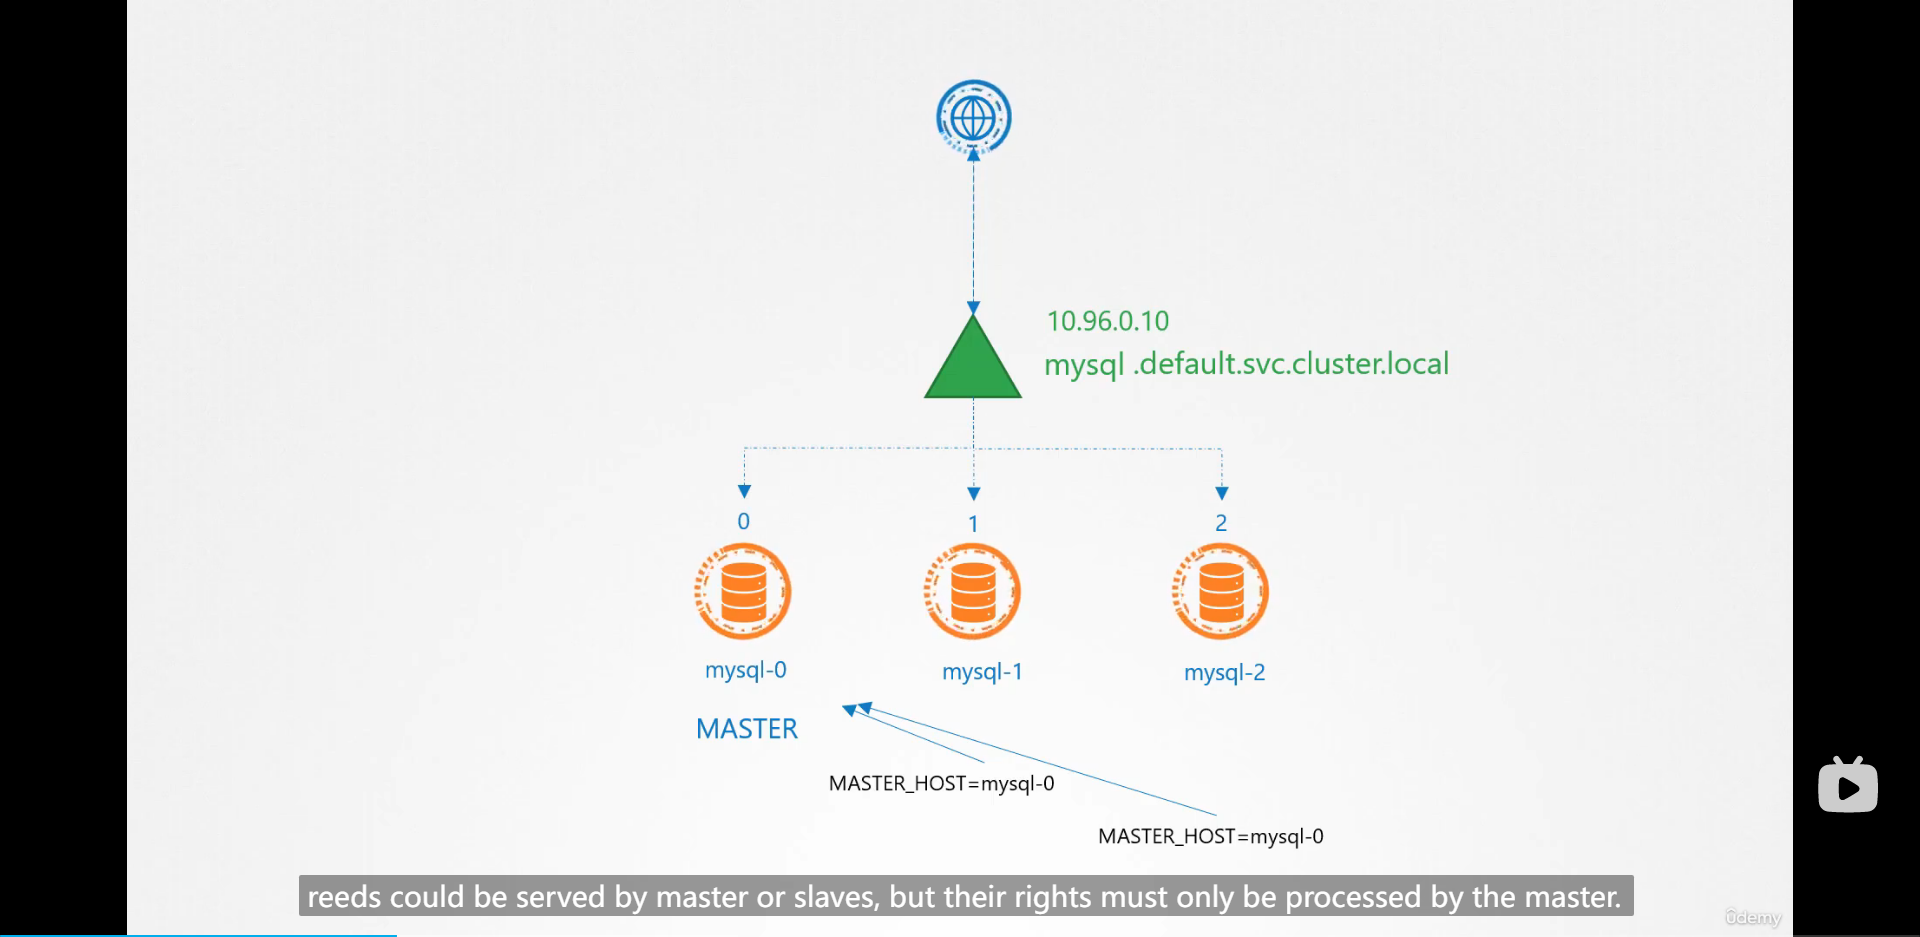 10.96.0.10
mysql .default.svc.cluster.local
0 1 2
mysql-0 mysql-1 mysql-2
MASTER
MASTER_HOST=mysql-0
MASTER_HOST=mysql-0
reeds could be served by master or slaves, but their rights must only be processed by the master.
ûdemy